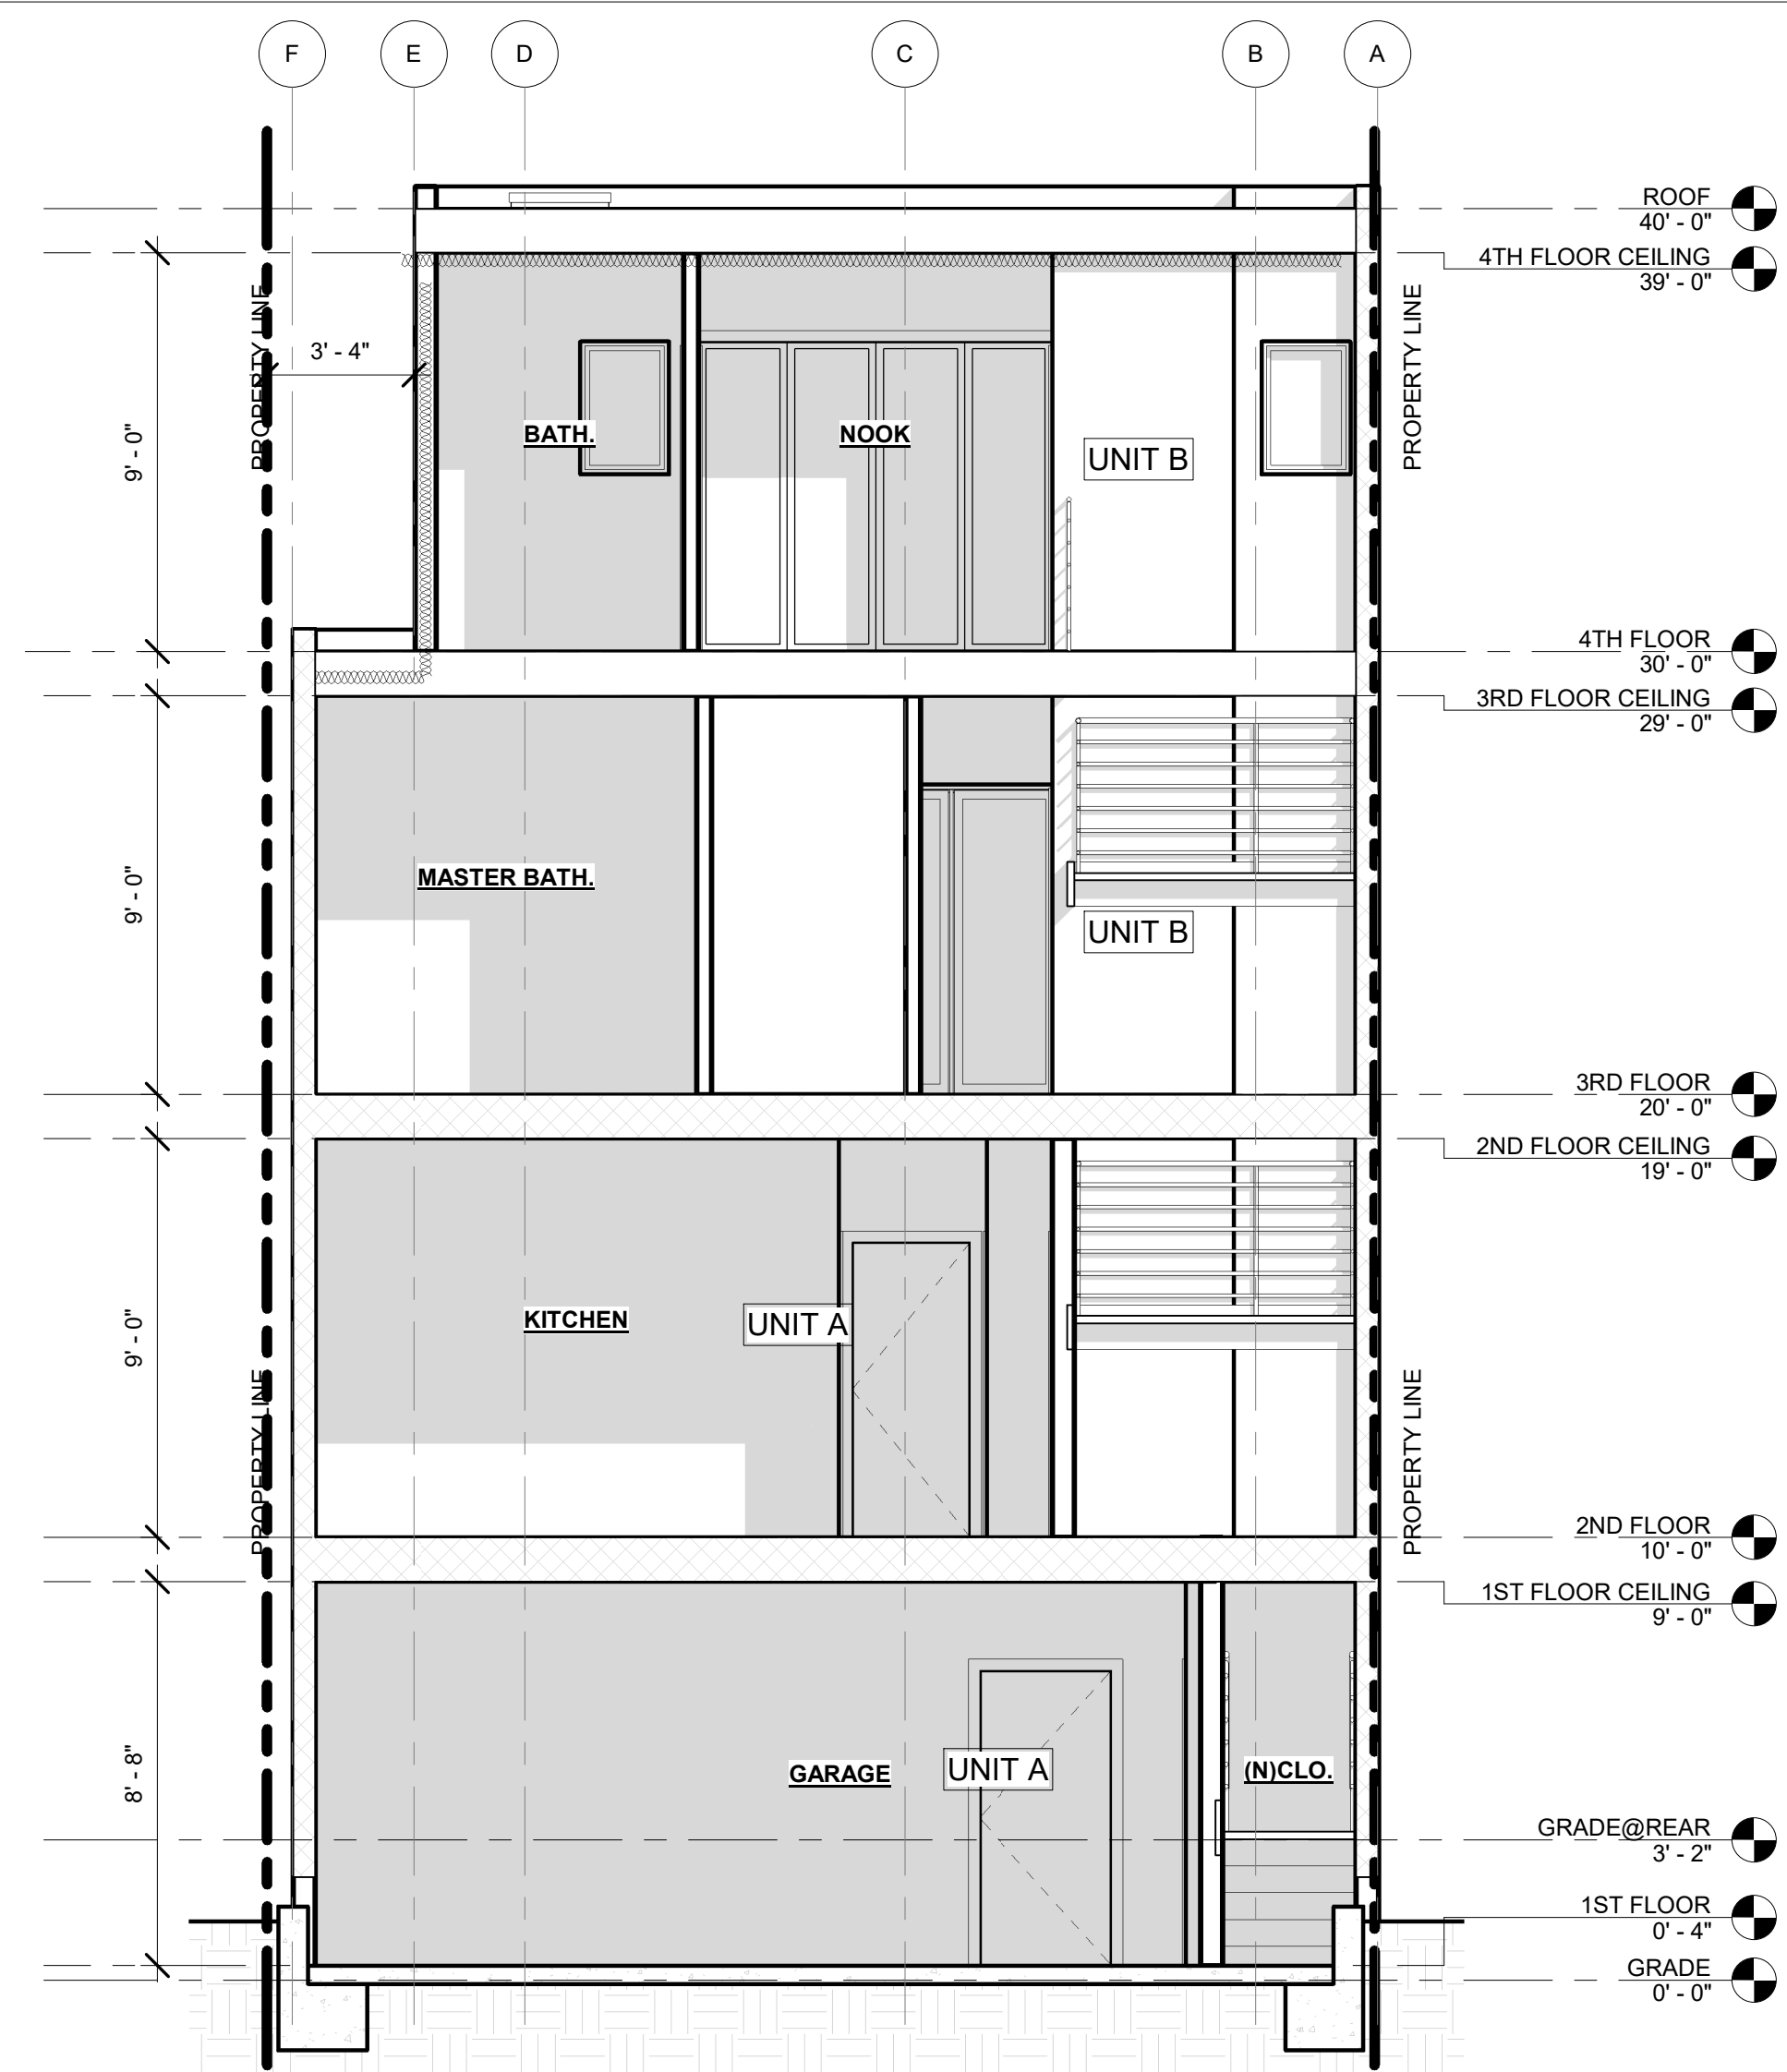 F
E
D
C
B
A
ROOF
40' - 0"
4TH FLOOR CEILING
39' - 0"
PROPERTY LINE
PROPERTY LINE
3' - 4"
9' - 0"
BATH.
NOOK
UNIT B
4TH FLOOR
30' - 0"
3RD FLOOR CEILING
29' - 0"
9' - 0"
MASTER BATH.
UNIT B
3RD FLOOR
20' - 0"
2ND FLOOR CEILING
19' - 0"
9' - 0"
KITCHEN
UNIT A
PROPERTY LINE
PROPERTY LINE
2ND FLOOR
10' - 0"
1ST FLOOR CEILING
9' - 0"
8' - 8"
GARAGE
UNIT A
(N)CLO.
GRADE@REAR
3' - 2"
1ST FLOOR
0' - 4"
GRADE
0' - 0"